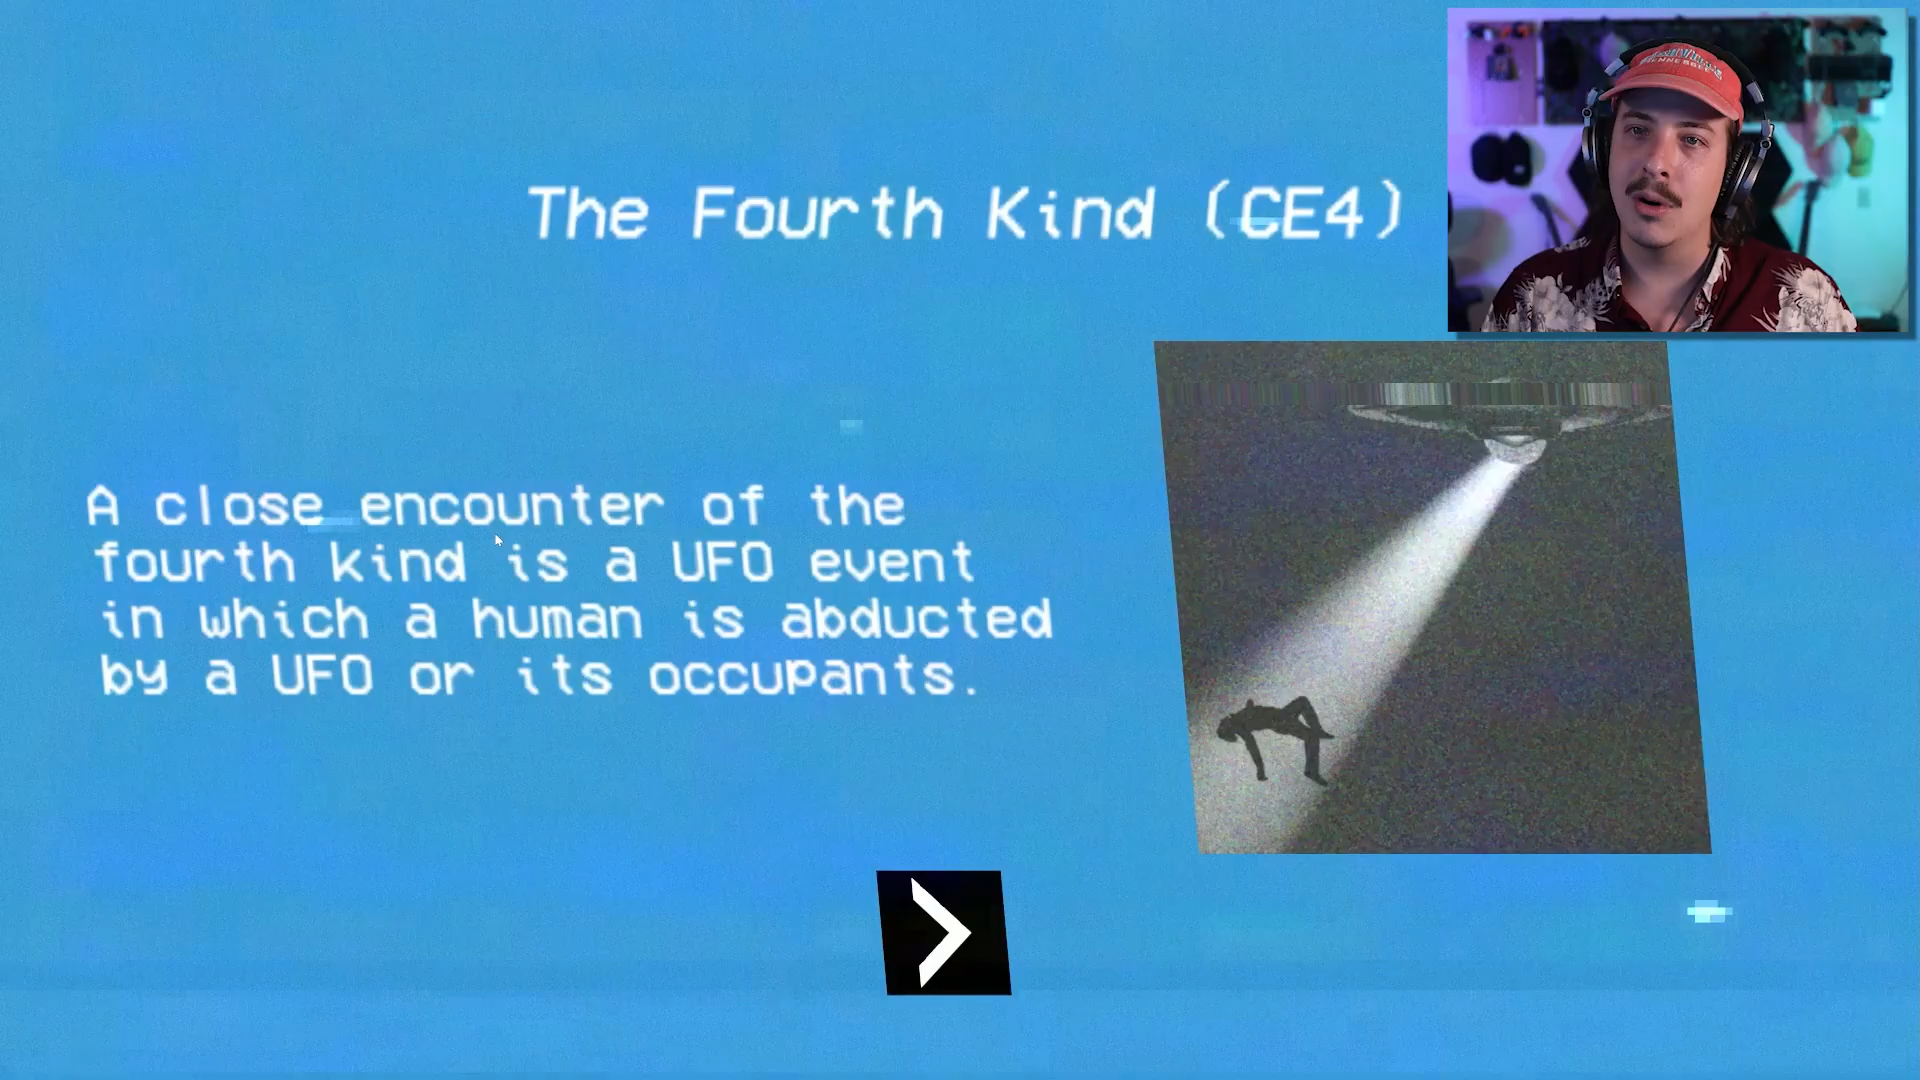 The Fourth Kind (CE4)
A close encounter of the
fourth kind is a UFO event
in which a human is abducted
by a UFO or its occupants.